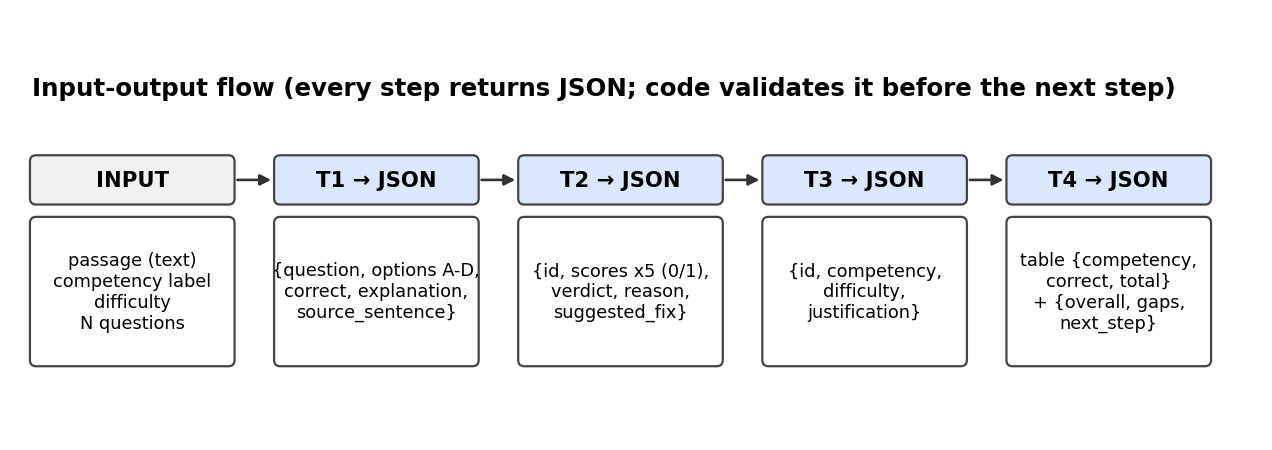 Input-output flow (every step returns JSON; code validates it before the next step)
INPUT
T1 → JSON
T2 → JSON
T3 → JSON
T4 → JSON
passage (text)
competency label
difficulty
N questions
{question, options A-D,
correct, explanation,
source_sentence}
{id, scores x5 (0/1),
verdict, reason,
suggested_fix}
{id, competency,
difficulty,
justification}
table {competency,
correct, total}
+ {overall, gaps,
next_step}